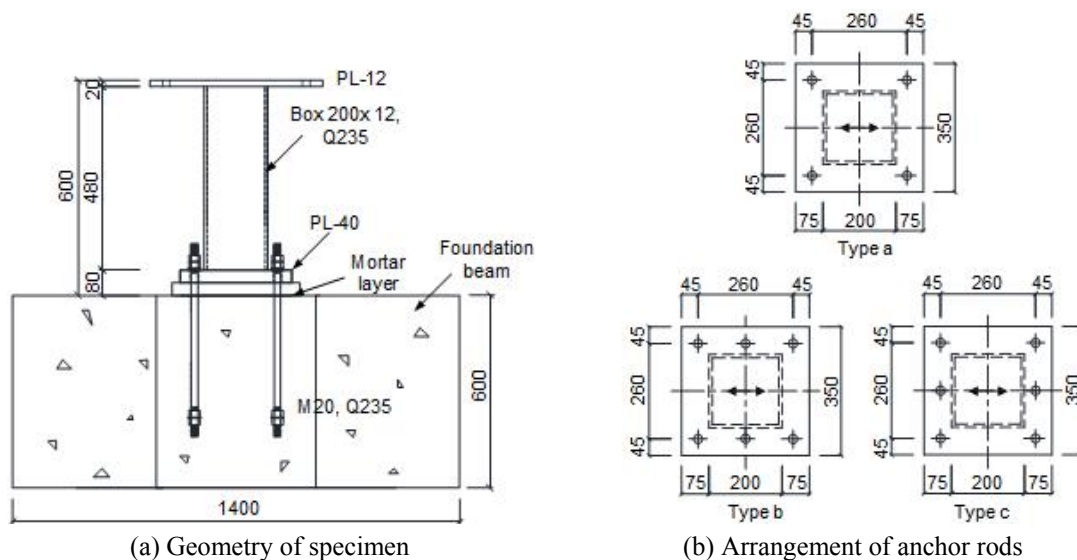 PL-12
20
Box 200x 12,
Q235
600
480
PL-40
Mortar
layer
Foundation
beam
80
M20, Q235
600
1400
(a) Geometry of specimen
45 260 45
45
260
45
350
75 200 75
Type a
45 260 45
45
260
45
350
75 200 75
Type b
45 260 45
45
260
45
350
75 200 75
Type c
(b) Arrangement of anchor rods